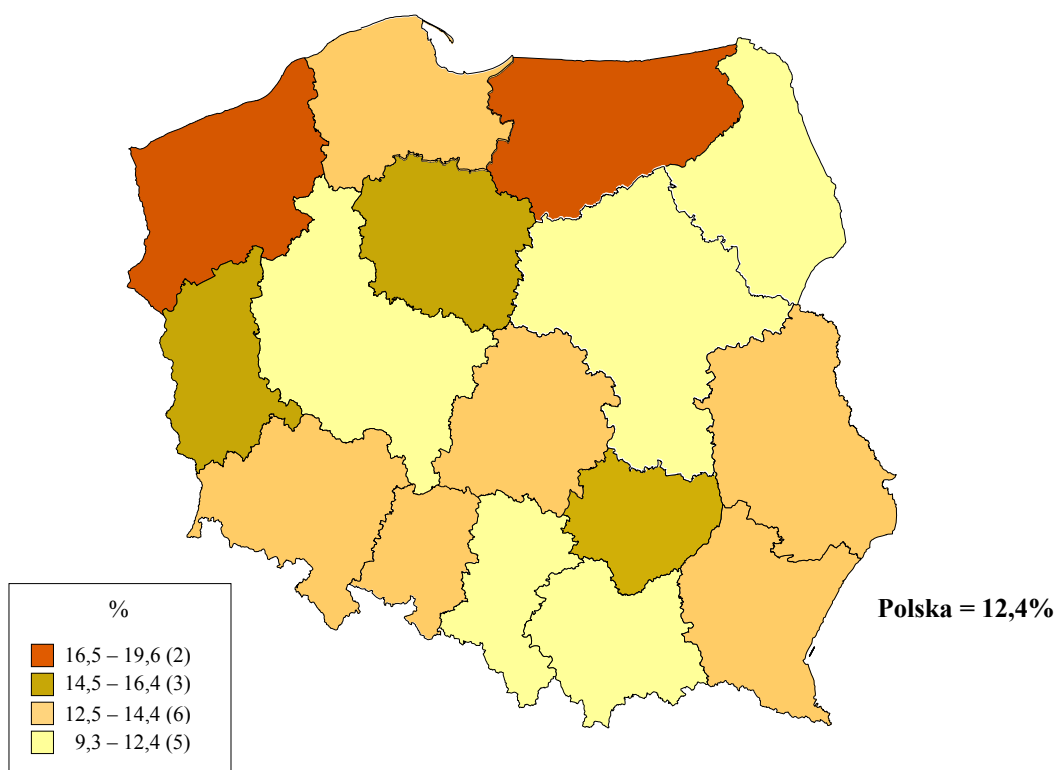 Polska = 12,4%
%
16,5 – 19,6 (2)
14,5 – 16,4 (3)
12,5 – 14,4 (6)
9,3 – 12,4 (5)